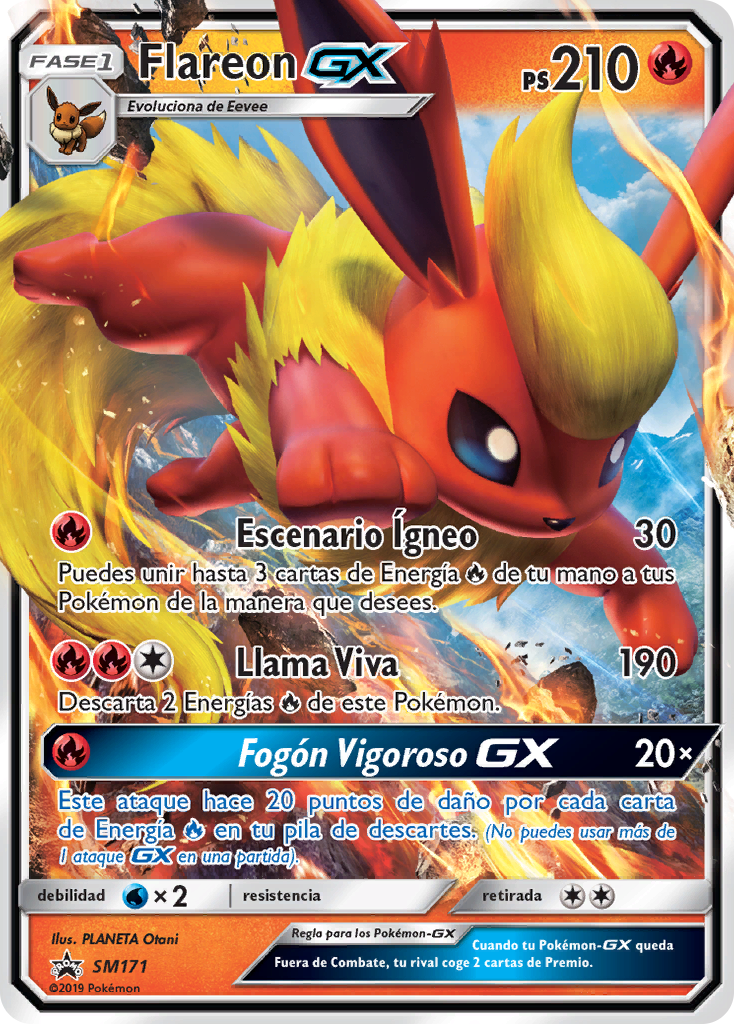 FASE1 Flareon GX PS210
Evoluciona de Eevee
Escenario Ígneo 30
Puedes unir hasta 3 cartas de Energía de tu mano a tus
Pokémon de la manera que desees.
Llama Viva 190
Descarta 2 Energías de este Pokémon.
Fogón Vigoroso GX 20×
Este ataque hace 20 puntos de daño por cada carta
de Energía en tu pila de descartes. (No puedes usar más de
1 ataque GX en una partida).
debilidad ×2 resistencia retirada
Ilus. PLANETA Otani
Regla para los Pokémon-GX
Cuando tu Pokémon-GX queda
Fuera de Combate, tu rival coge 2 cartas de Premio.
PROMO SM171
©2019 Pokémon